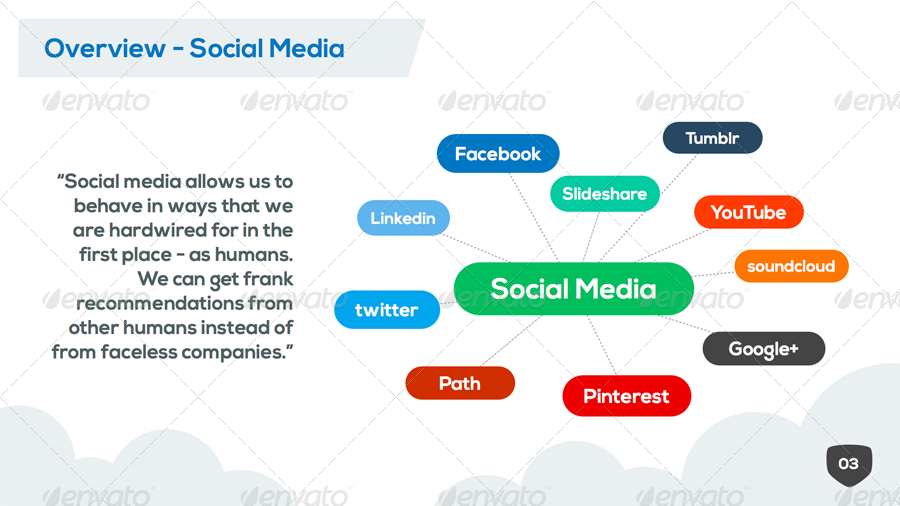 Overview - Social Media
envato envato envato envato envato
“Social media allows us to
behave in ways that we
are hardwired for in the
first place - as humans.
We can get frank
recommendations from
other humans instead of
from faceless companies.”
Facebook
Tumblr
Slideshare
Linkedin
YouTube
soundcloud
Social Media
twitter
Google+
Path
Pinterest
envato envato envato envato envato
03
envato envato envato envato envato